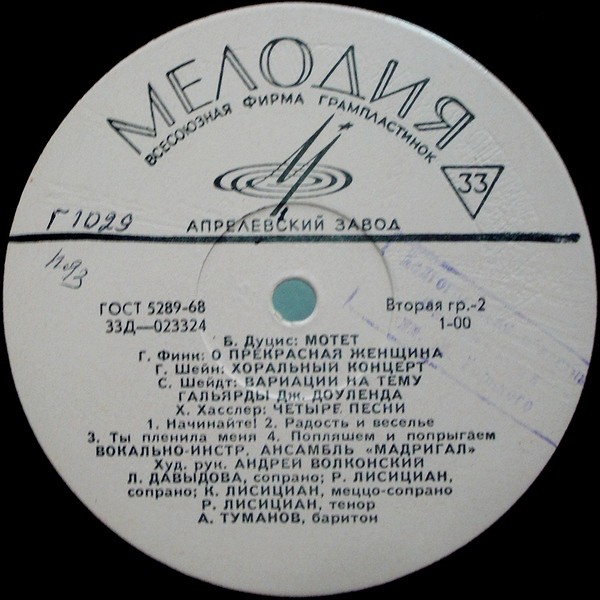 МЕЛОДИЯ
ВСЕСОЮЗНАЯ ФИРМА ГРАМПЛАСТИНОК
33
АПРЕЛЕВСКИЙ ЗАВОД
Г 1029
ГОСТ 5289-68
33Д—023324
Вторая гр.-2
1-00
Б. Дуцис: МОТЕТ
Г. Финк: О ПРЕКРАСНАЯ ЖЕНЩИНА
Г. Шейн: ХОРАЛЬНЫЙ КОНЦЕРТ
С. Шейдт: ВАРИАЦИИ НА ТЕМУ
ГАЛЬЯРДЫ Дж. ДОУЛЕНДА
Х. Хасслер: ЧЕТЫРЕ ПЕСНИ
1. Начинайте! 2. Радость и веселье
3. Ты пленила меня 4. Попляшем и попрыгаем
ВОКАЛЬНО-ИНСТР. АНСАМБЛЬ «МАДРИГАЛ»
Худ. рук. АНДРЕЙ ВОЛКОНСКИЙ
Л. ДАВЫДОВА, сопрано; Р. ЛИСИЦИАН,
сопрано; К. ЛИСИЦИАН, меццо-сопрано
Р. ЛИСИЦИАН, тенор
А. ТУМАНОВ, баритон